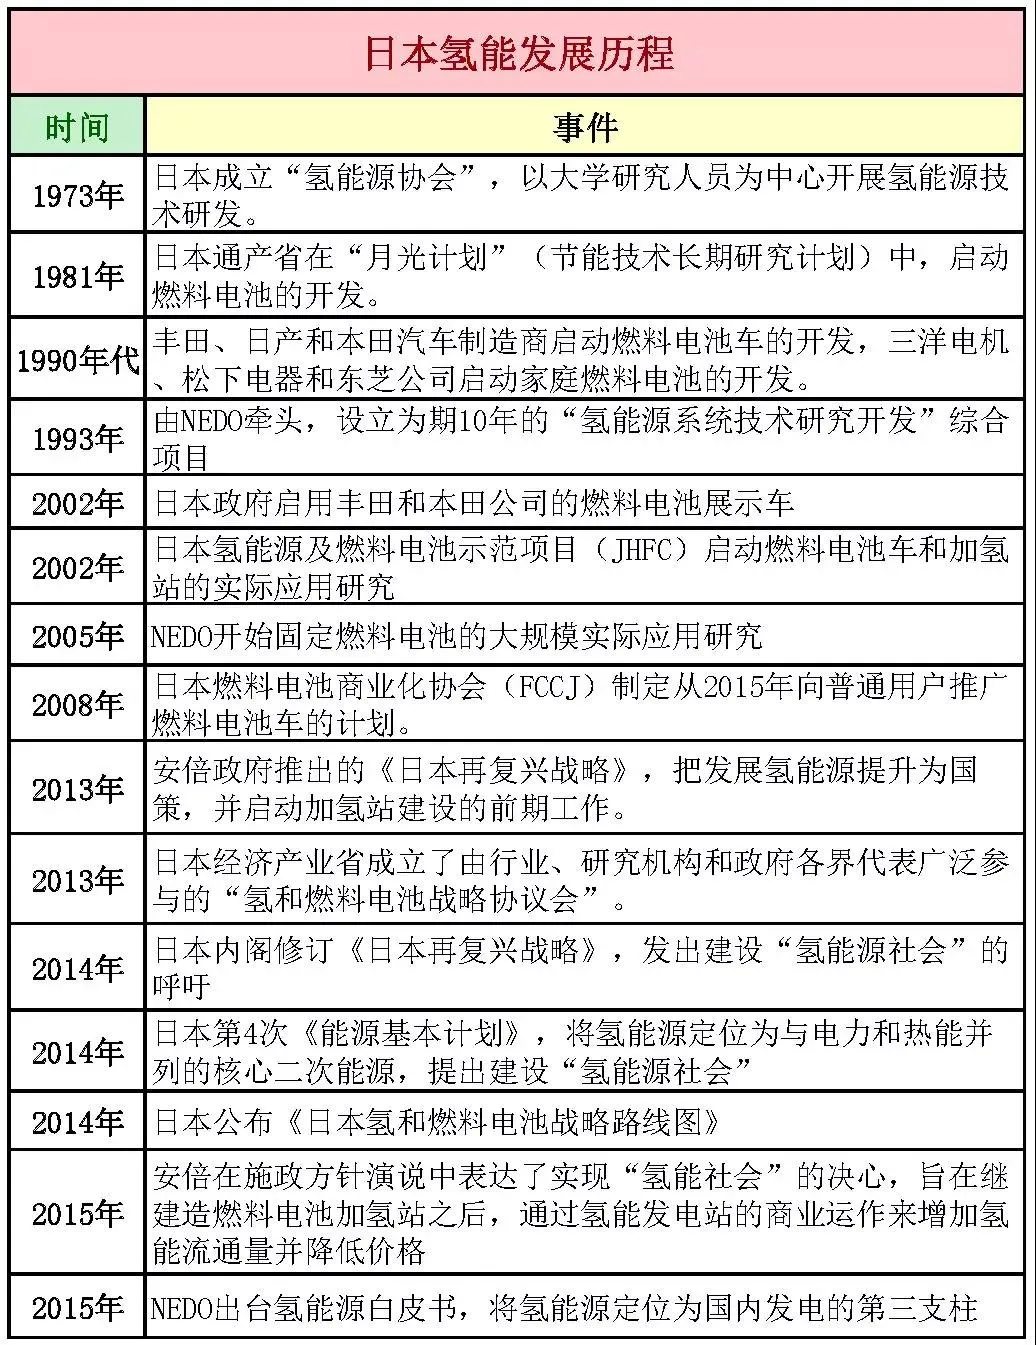 日本氢能发展历程
时间
事件
1973年
日本成立“氢能源协会”，以大学研究人员为中心开展氢能源技
术研发。
1981年
日本通产省在“月光计划”（节能技术长期研究计划）中，启动
燃料电池的开发。
1990年代
丰田、日产和本田汽车制造商启动燃料电池车的开发，三洋电机
、松下电器和东芝公司启动家庭燃料电池的开发。
1993年
由NEDO牵头，设立为期10年的“氢能源系统技术研究开发”综合
项目
2002年
日本政府启用丰田和本田公司的燃料电池展示车
2002年
日本氢能源及燃料电池示范项目（JHFC）启动燃料电池车和加氢
站的实际应用研究
2005年
NEDO开始固定燃料电池的大规模实际应用研究
2008年
日本燃料电池商业化协会（FCCJ）制定从2015年向普通用户推广
燃料电池车的计划。
2013年
安倍政府推出的《日本再复兴战略》，把发展氢能源提升为国
策，并启动加氢站建设的前期工作。
2013年
日本经济产业省成立了由行业、研究机构和政府各界代表广泛参
与的“氢和燃料电池战略协议会”。
2014年
日本内阁修订《日本再复兴战略》，发出建设“氢能源社会”的
呼吁
2014年
日本第4次《能源基本计划》，将氢能源定位为与电力和热能并
列的核心二次能源，提出建设“氢能源社会”
2014年
日本公布《日本氢和燃料电池战略路线图》
2015年
安倍在施政方针演说中表达了实现“氢能社会”的决心，旨在继
建造燃料电池加氢站之后，通过氢能发电站的商业运作来增加氢
能流通量并降低价格
2015年
NEDO出台氢能源白皮书，将氢能源定位为国内发电的第三支柱